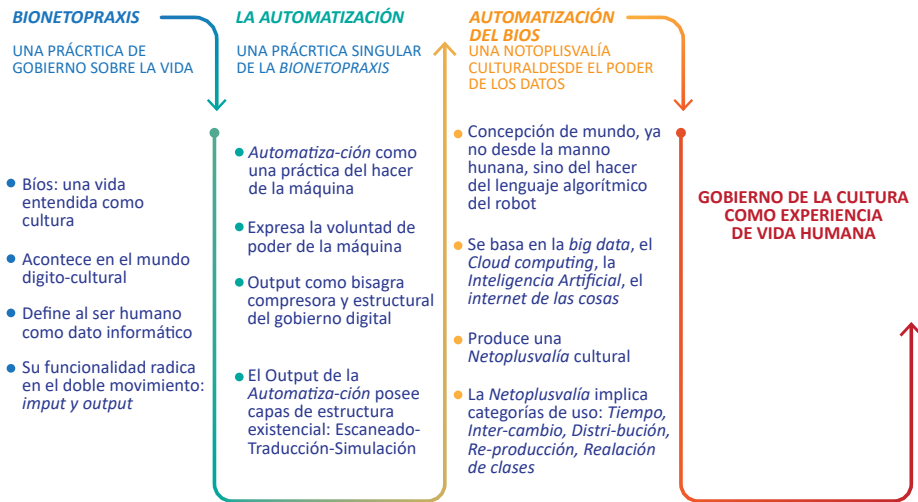 BIONETOPRAXIS
UNA PRÁCRTICA DE
GOBIERNO SOBRE LA VIDA
Bíos: una vida
entendida como
cultura
Acontece en el mundo
digito-cultural
Define al ser humano
como dato informático
Su funcionalidad radica
en el doble movimiento:
imput y output
LA AUTOMATIZACIÓN
UNA PRÁCRTICA SINGULAR
DE LA BIONETOPRAXIS
Automatiza-ción como
una práctica del hacer
de la máquina
Expresa la voluntad de
poder de la máquina
Output como bisagra
compresora y estructural
del gobierno digital
El Output de la
Automatiza-ción posee
capas de estructura
existencial: Escaneado-
Traducción-Simulación
AUTOMATIZACIÓN
DEL BIOS
UNA NOTOPLISVALÍA
CULTURALDESDE EL PODER
DE LOS DATOS
Concepción de mundo, ya
no desde la manno
hunana, sino del hacer
del lenguaje algorítmico
del robot
Se basa en la big data, el
Cloud computing, la
Inteligencia Artificial, el
internet de las cosas
Produce una
Netoplusvalía cultural
La Netoplusvalía implica
categorías de uso: Tiempo,
Inter-cambio, Distri-bución,
Re-producción, Realación
de clases
GOBIERNO DE LA CULTURA
COMO EXPERIENCIA
DE VIDA HUMANA